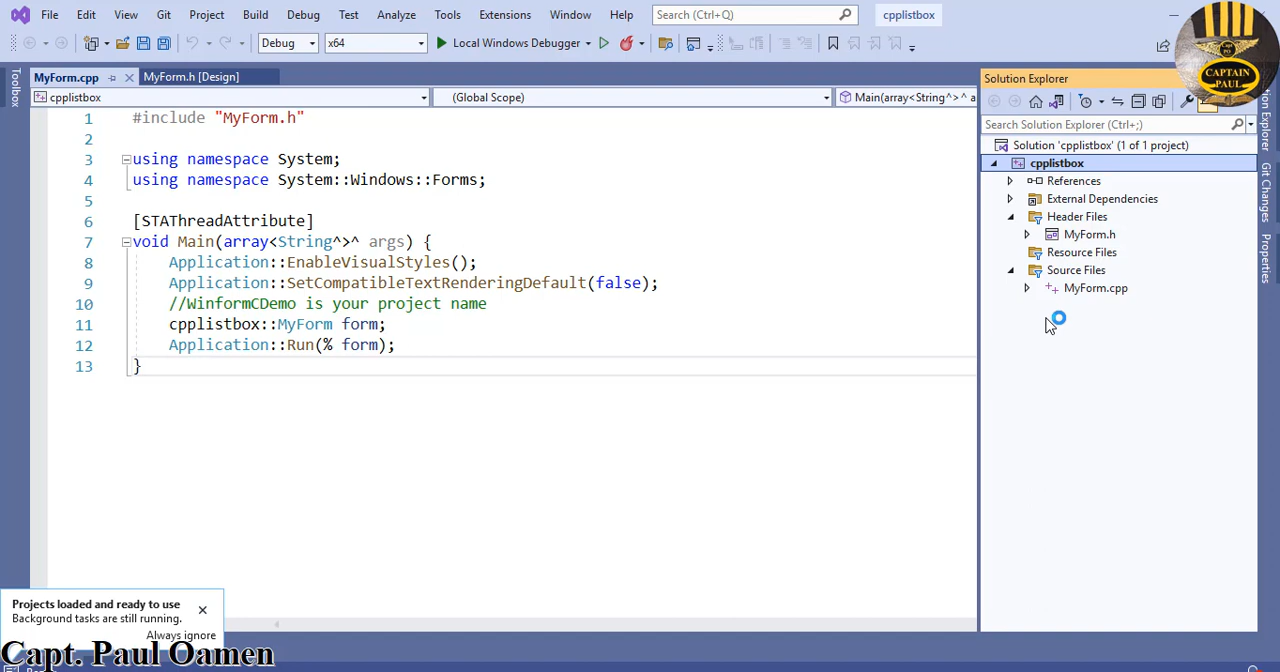 File Edit View Git Project Build Debug Test Analyze Tools Extensions Window Help Search (Ctrl+Q) cpplistbox
Debug x64 Local Windows Debugger
CAPTAIN
PAUL
Toolbox
MyForm.cpp MyForm.h [Design]
cpplistbox (Global Scope) Main(array<String^>^ a
1 #include "MyForm.h"
2
3 using namespace System;
4 using namespace System::Windows::Forms;
5
6 [STAThreadAttribute]
7 void Main(array<String^>^ args) {
8 Application::EnableVisualStyles();
9 Application::SetCompatibleTextRenderingDefault(false);
10 //WinformCDemo is your project name
11 cpplistbox::MyForm form;
12 Application::Run(% form);
13 }
Solution Explorer
Search Solution Explorer (Ctrl+;)
Solution 'cpplistbox' (1 of 1 project)
cpplistbox
References
External Dependencies
Header Files
MyForm.h
Resource Files
Source Files
MyForm.cpp
Explorer
Git Changes
Properties
Projects loaded and ready to use
Background tasks are still running.
Always ignore
Capt. Paul Oamen